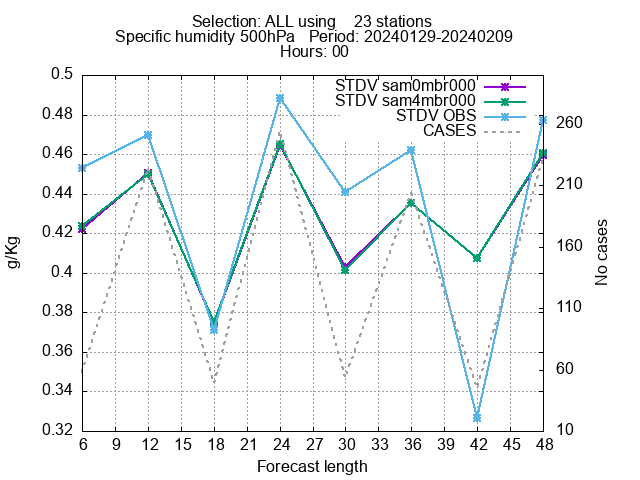 Selection: ALL using    23 stations
Specific humidity 500hPa   Period: 20240129-20240209
Hours: 00
STDV sam0mbr000
STDV sam4mbr000
STDV OBS
CASES
0.5
0.48
0.46
0.44
0.42
0.4
0.38
0.36
0.34
0.32
g/Kg
260
210
160
110
60
10
No cases
6 9 12 15 18 21 24 27 30 33 36 39 42 45 48
Forecast length